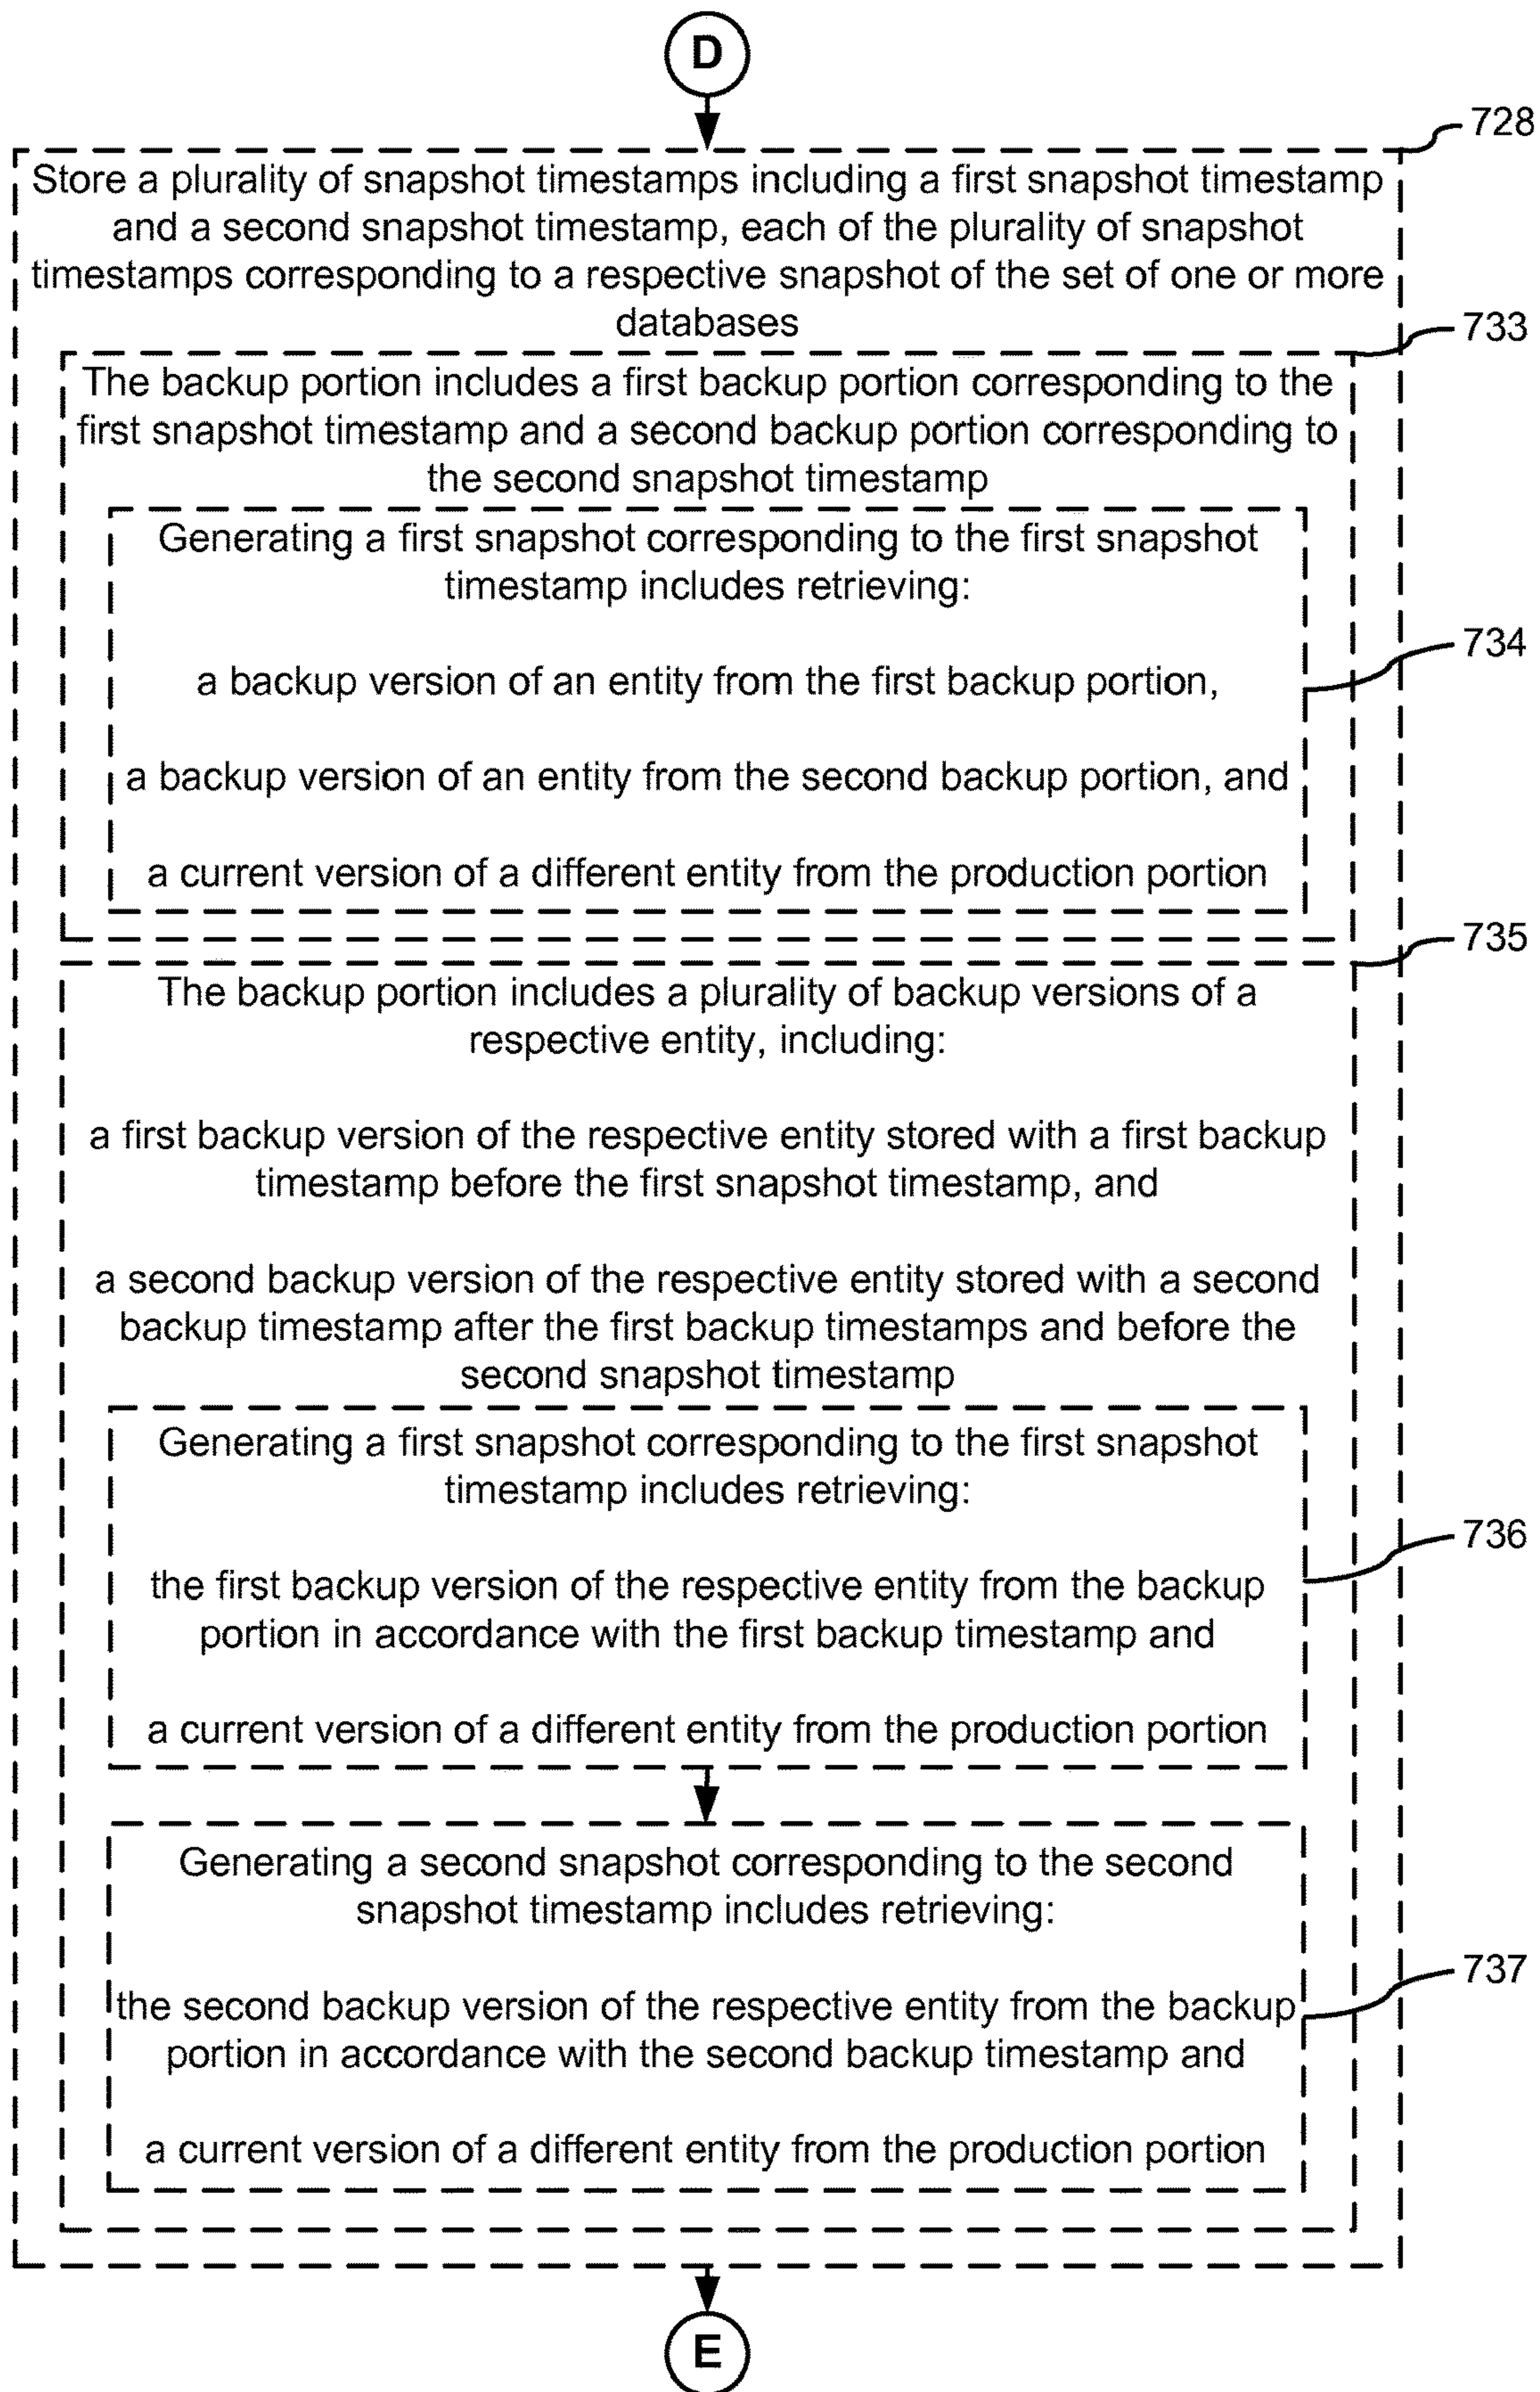 D
728
Store a plurality of snapshot timestamps including a first snapshot timestamp
and a second snapshot timestamp, each of the plurality of snapshot
timestamps corresponding to a respective snapshot of the set of one or more
databases
733
The backup portion includes a first backup portion corresponding to the
first snapshot timestamp and a second backup portion corresponding to
the second snapshot timestamp
Generating a first snapshot corresponding to the first snapshot
timestamp includes retrieving:
734
a backup version of an entity from the first backup portion,
a backup version of an entity from the second backup portion, and
a current version of a different entity from the production portion
735
The backup portion includes a plurality of backup versions of a
respective entity, including:
a first backup version of the respective entity stored with a first backup
timestamp before the first snapshot timestamp, and
a second backup version of the respective entity stored with a second
backup timestamp after the first backup timestamps and before the
second snapshot timestamp
Generating a first snapshot corresponding to the first snapshot
timestamp includes retrieving:
736
the first backup version of the respective entity from the backup
portion in accordance with the first backup timestamp and
a current version of a different entity from the production portion
Generating a second snapshot corresponding to the second
snapshot timestamp includes retrieving:
737
the second backup version of the respective entity from the backup
portion in accordance with the second backup timestamp and
a current version of a different entity from the production portion
E